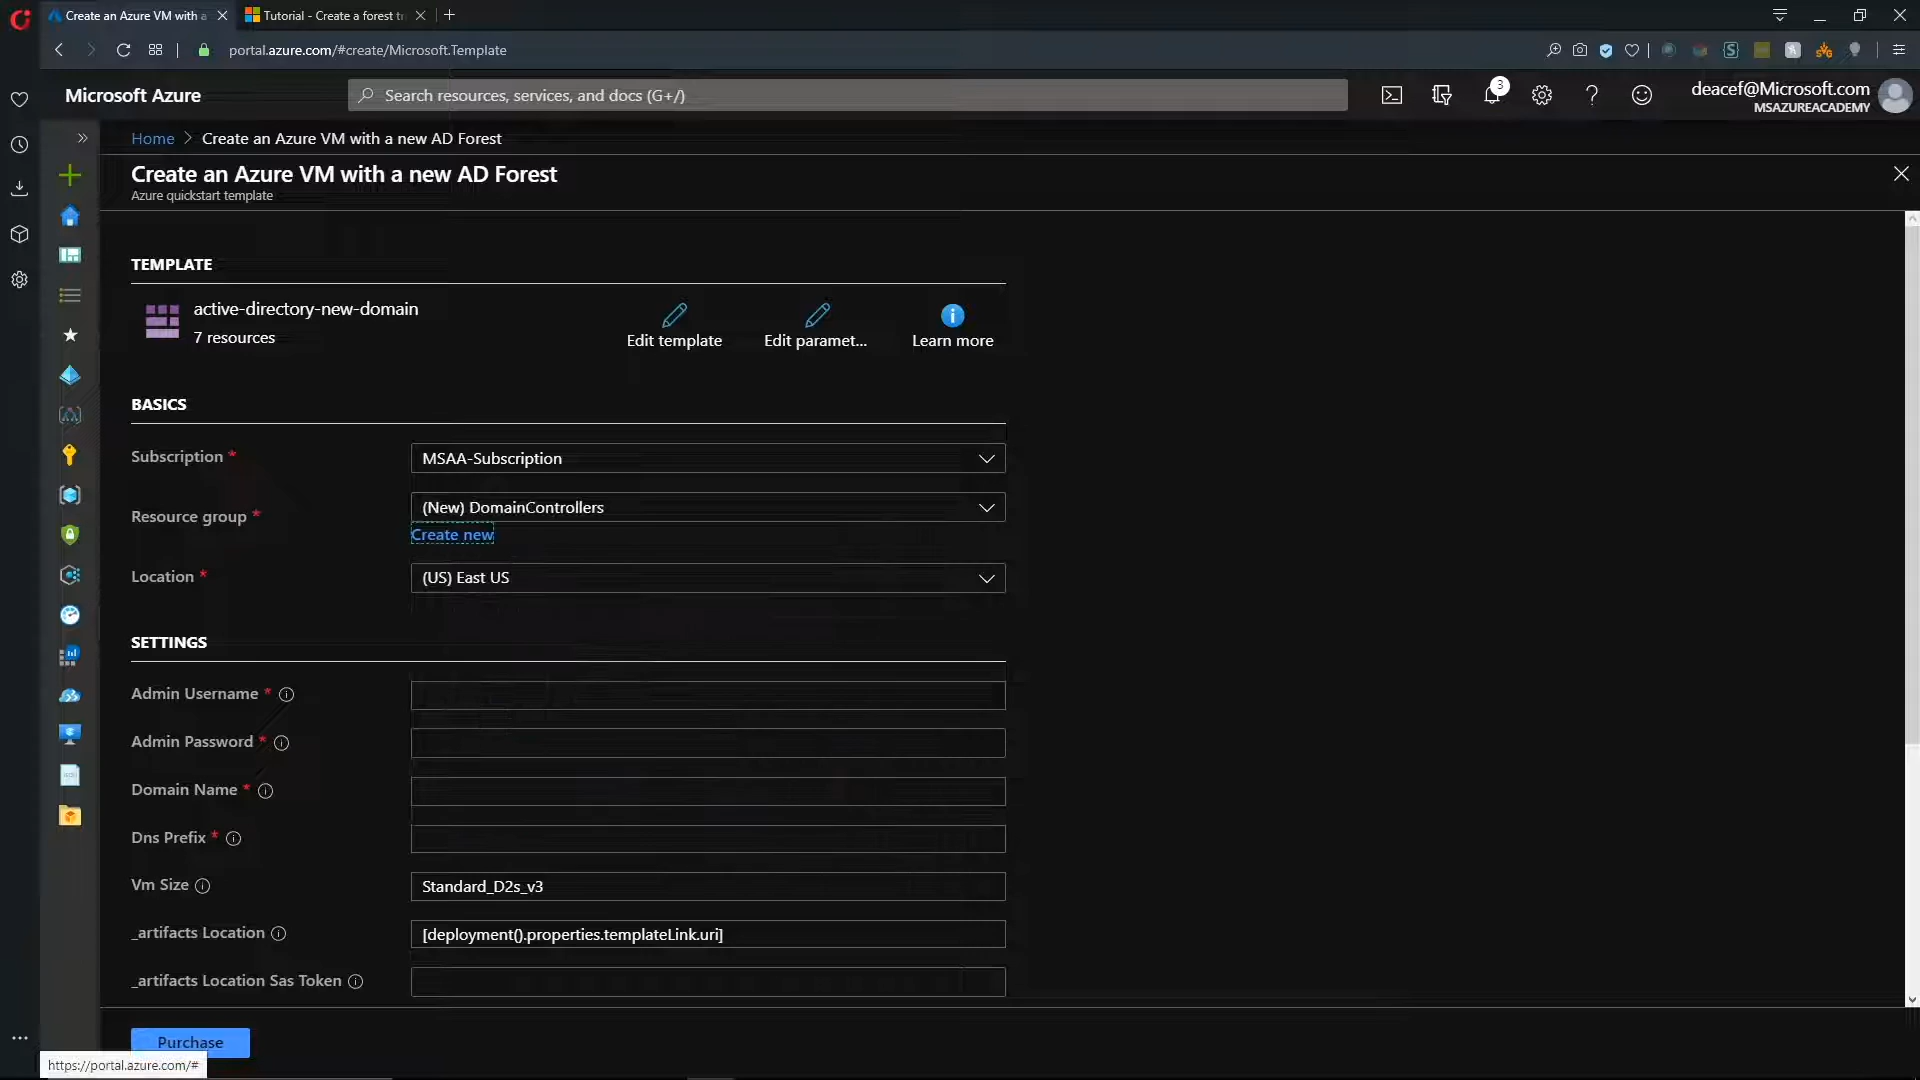 Create an Azure VM with a
Tutorial - Create a forest t
portal.azure.com/#create/Microsoft.Template
Microsoft Azure
Search resources, services, and docs (G+/)
3
deacef@Microsoft.com
MSAZUREACADEMY
Home > Create an Azure VM with a new AD Forest
Create an Azure VM with a new AD Forest
Azure quickstart template
TEMPLATE
active-directory-new-domain
7 resources
Edit template
Edit paramet...
Learn more
BASICS
Subscription *
MSAA-Subscription
Resource group *
(New) DomainControllers
Create new
Location *
(US) East US
SETTINGS
Admin Username *
Admin Password *
Domain Name *
Dns Prefix *
Vm Size
Standard_D2s_v3
_artifacts Location
[deployment().properties.templateLink.uri]
_artifacts Location Sas Token
Purchase
https://portal.azure.com/#